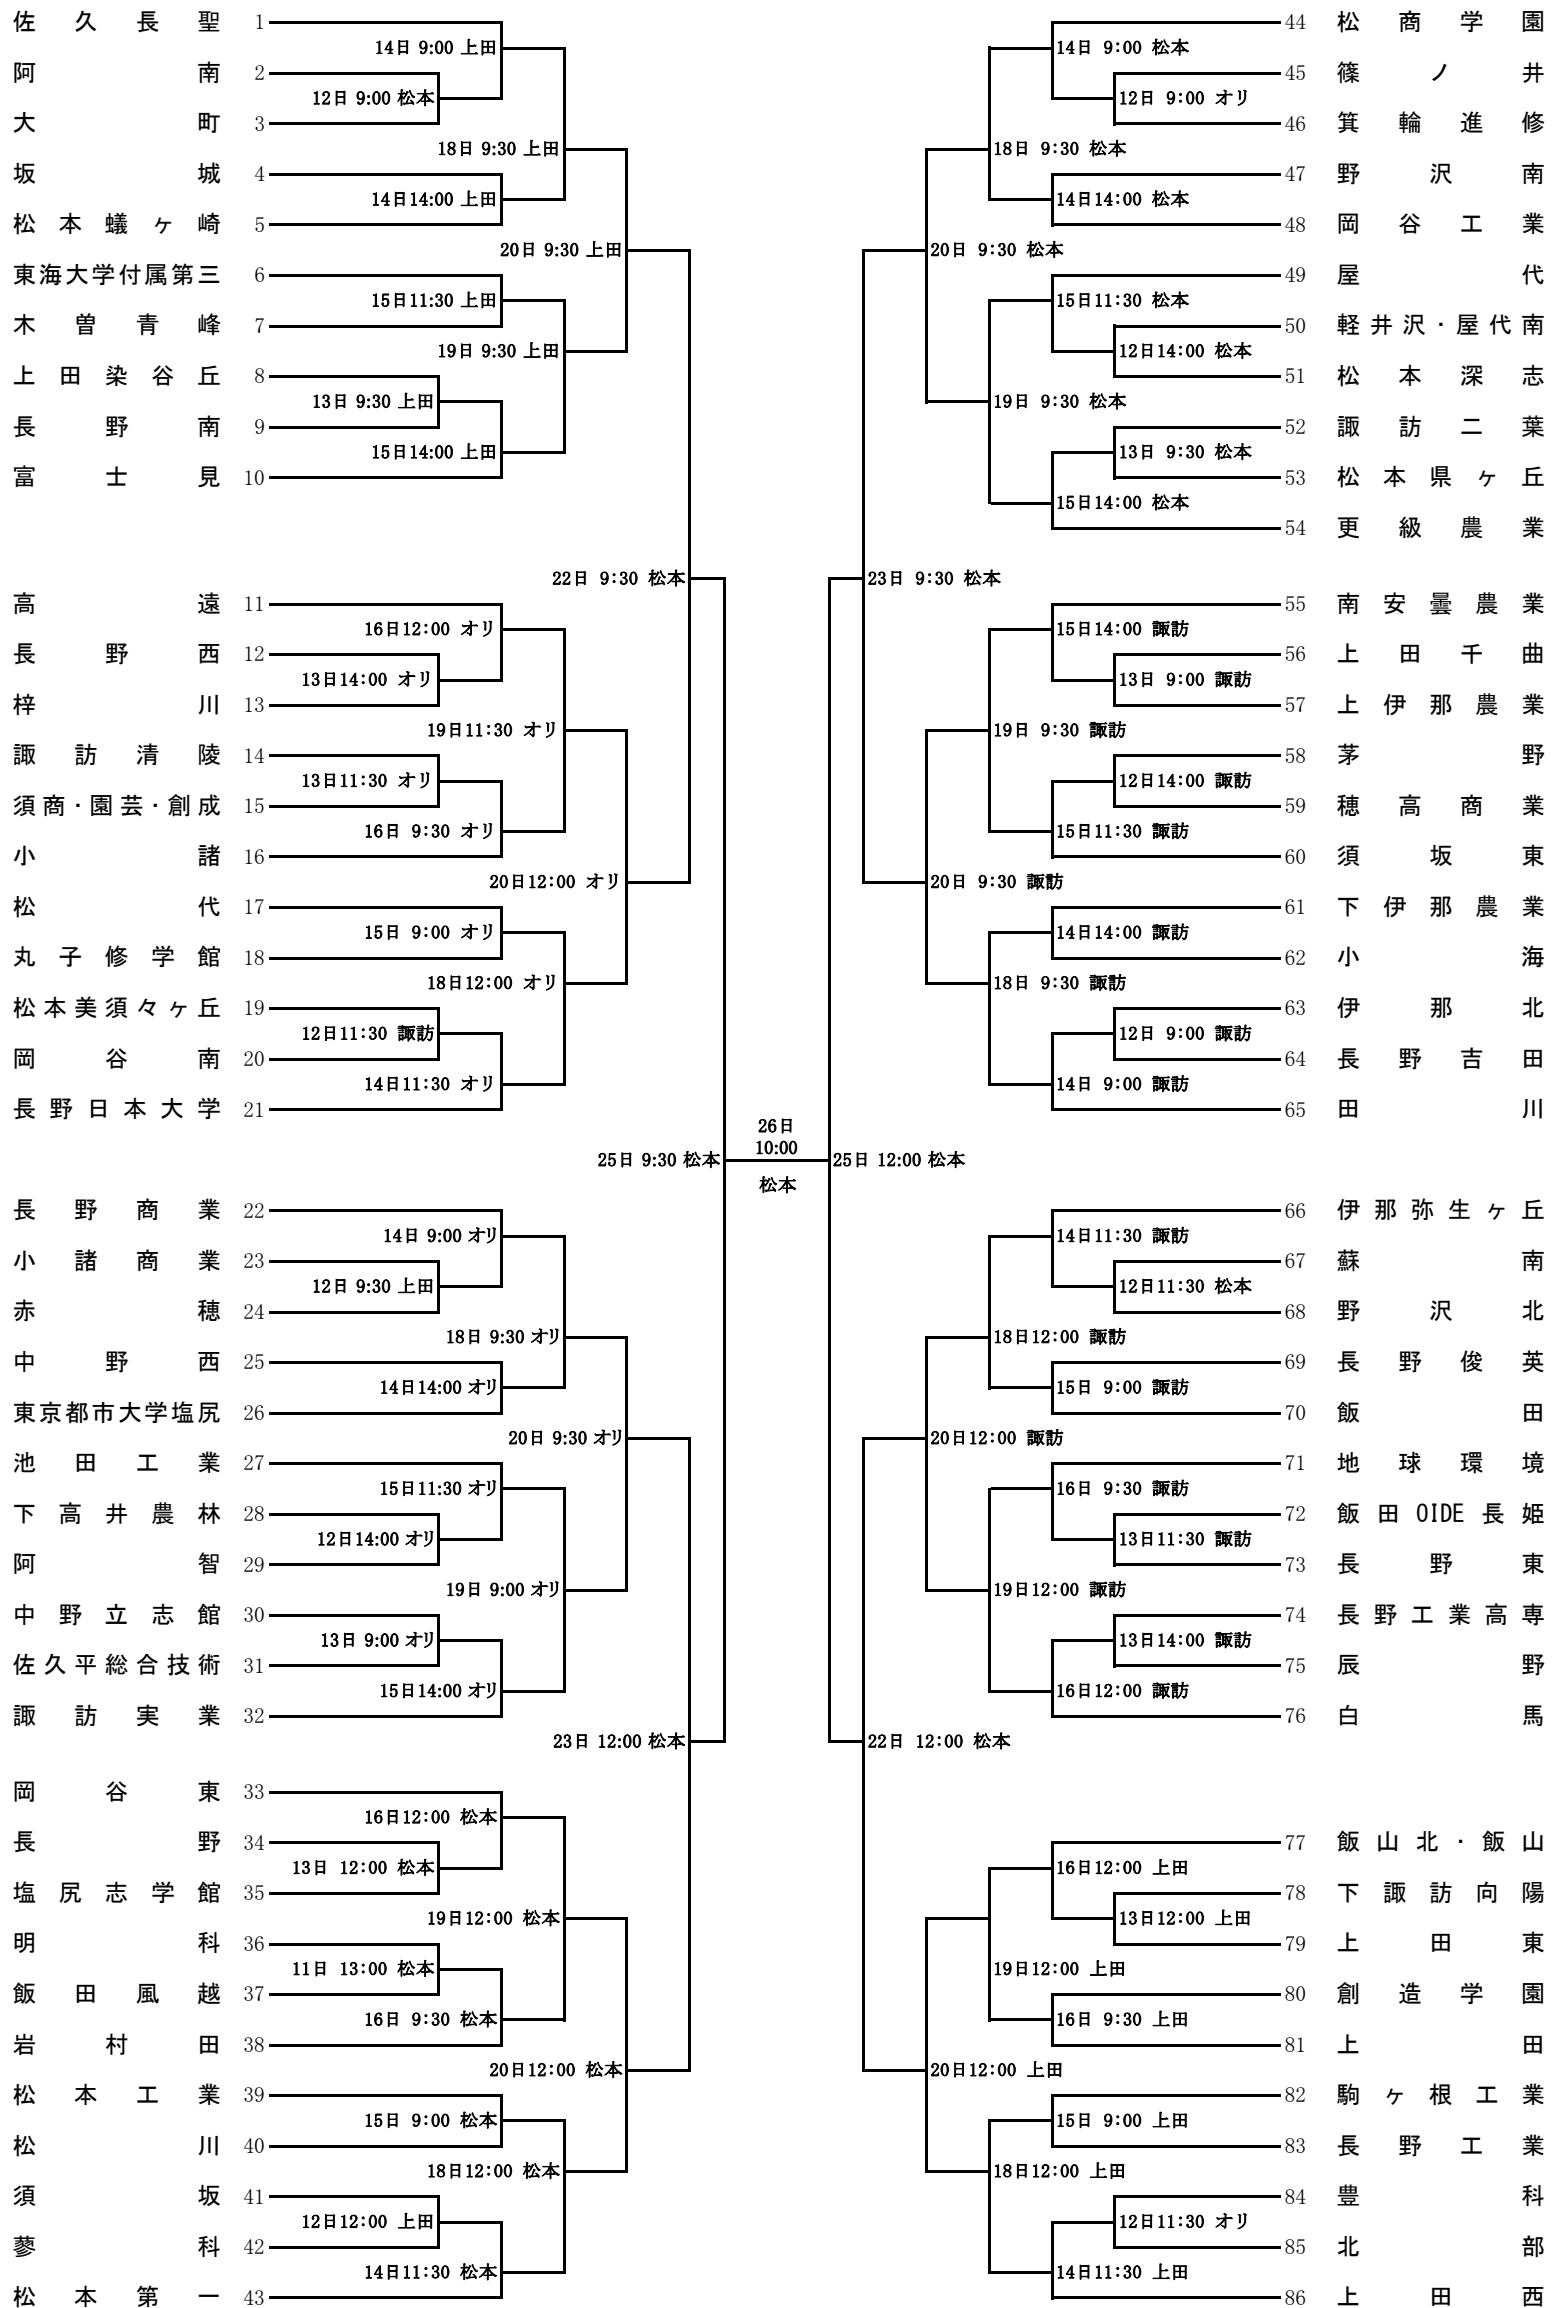 佐久長聖 1
14日 9:00 上田
阿南 2
12日 9:00 松本
大町 3
18日 9:30 上田
坂城 4
14日14:00 上田
松本蟻ヶ崎 5
20日 9:30 上田
東海大学付属第三 6
15日11:30 上田
木曽青峰 7
19日 9:30 上田
上田染谷丘 8
13日 9:30 上田
長野南 9
15日14:00 上田
富士見 10
22日 9:30 松本
高遠 11
16日12:00 オリ
長野西 12
13日14:00 オリ
梓川 13
19日11:30 オリ
諏訪清陵 14
13日11:30 オリ
須商・園芸・創成 15
16日 9:30 オリ
小諸 16
20日12:00 オリ
松代 17
15日 9:00 オリ
丸子修学館 18
18日12:00 オリ
松本美須々ヶ丘 19
12日11:30 諏訪
岡谷南 20
14日11:30 オリ
長野日本大学 21
25日 9:30 松本
長野商業 22
14日 9:00 オリ
小諸商業 23
12日 9:30 上田
赤穂 24
18日 9:30 オリ
中野西 25
14日14:00 オリ
東京都市大学塩尻 26
20日 9:30 オリ
池田工業 27
15日11:30 オリ
下高井農林 28
12日14:00 オリ
阿智 29
19日 9:00 オリ
中野立志館 30
13日 9:00 オリ
佐久平総合技術 31
15日14:00 オリ
諏訪実業 32
23日 12:00 松本
岡谷東 33
16日12:00 松本
長野 34
13日 12:00 松本
塩尻志学館 35
19日12:00 松本
明科 36
11日 13:00 松本
飯田風越 37
16日 9:30 松本
岩村田 38
20日12:00 松本
松本工業 39
15日 9:00 松本
松川 40
18日12:00 松本
須坂 41
12日12:00 上田
蓼科 42
14日11:30 松本
松本第一 43
26日
10:00
松本
44 松商学園
14日 9:00 松本
45 篠ノ井
12日 9:00 オリ
46 箕輪進修
18日 9:30 松本
47 野沢南
14日14:00 松本
48 岡谷工業
20日 9:30 松本
49 屋代
15日11:30 松本
50 軽井沢・屋代南
12日14:00 松本
51 松本深志
19日 9:30 松本
52 諏訪二葉
13日 9:30 松本
53 松本県ヶ丘
15日14:00 松本
54 更級農業
23日 9:30 松本
55 南安曇農業
15日14:00 諏訪
56 上田千曲
13日 9:00 諏訪
57 上伊那農業
19日 9:30 諏訪
58 茅野
12日14:00 諏訪
59 穂高商業
15日11:30 諏訪
60 須坂東
20日 9:30 諏訪
61 下伊那農業
14日14:00 諏訪
62 小海
18日 9:30 諏訪
63 伊那北
12日 9:00 諏訪
64 長野吉田
14日 9:00 諏訪
65 田川
25日 12:00 松本
66 伊那弥生ヶ丘
14日11:30 諏訪
67 蘇南
12日11:30 松本
68 野沢北
18日12:00 諏訪
69 長野俊英
15日 9:00 諏訪
70 飯田
20日12:00 諏訪
71 地球環境
16日 9:30 諏訪
72 飯田OIDE長姫
13日11:30 諏訪
73 長野東
19日12:00 諏訪
74 長野工業高専
13日14:00 諏訪
75 辰野
16日12:00 諏訪
76 白馬
22日 12:00 松本
77 飯山北・飯山
16日12:00 上田
78 下諏訪向陽
13日12:00 上田
79 上田東
19日12:00 上田
80 創造学園
16日 9:30 上田
81 上田
20日12:00 上田
82 駒ヶ根工業
15日 9:00 上田
83 長野工業
18日12:00 上田
84 豊科
12日11:30 オリ
85 北部
14日11:30 上田
86 上田西